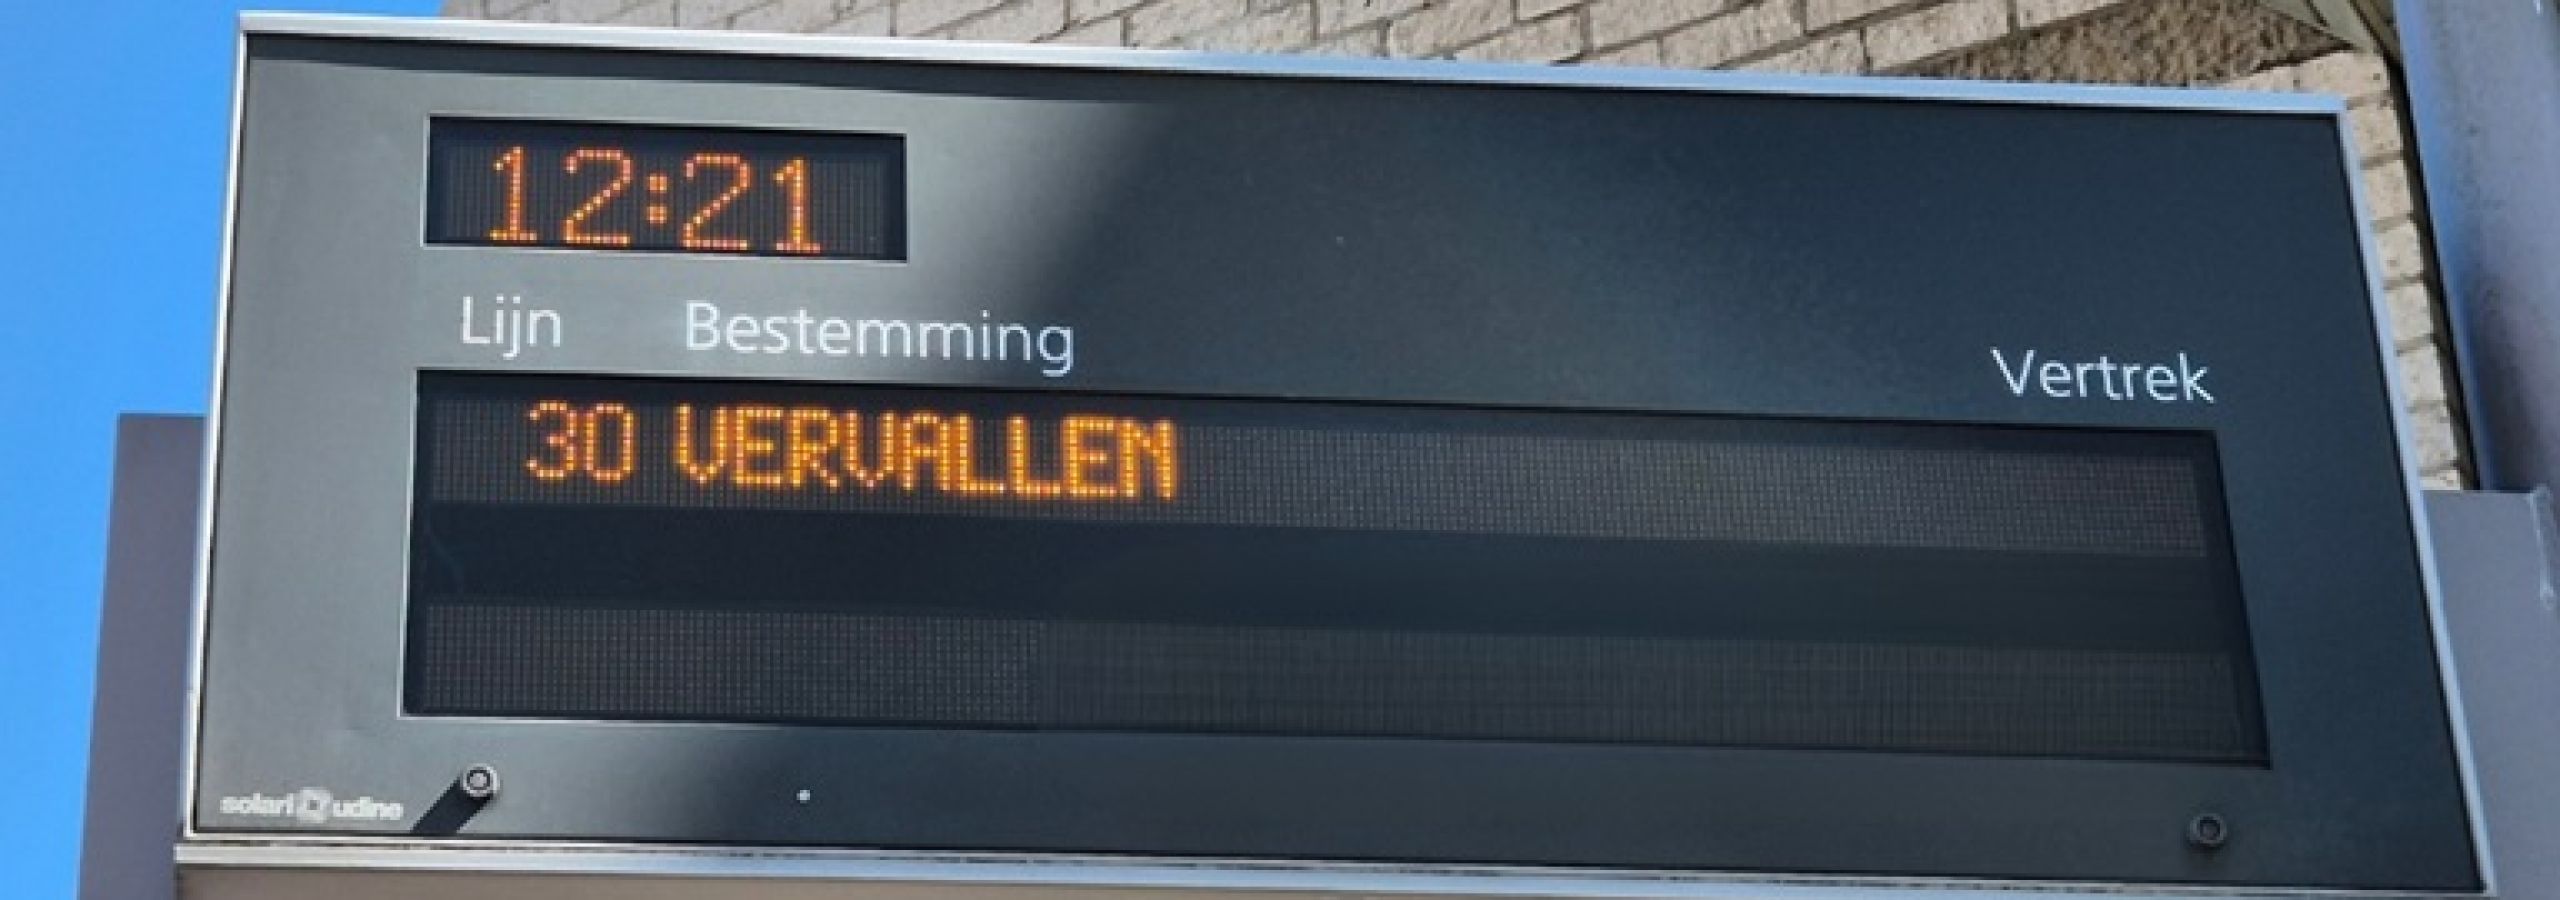 12:21
Lijn Bestemming Vertrek
30 VERVALLEN
solari udine